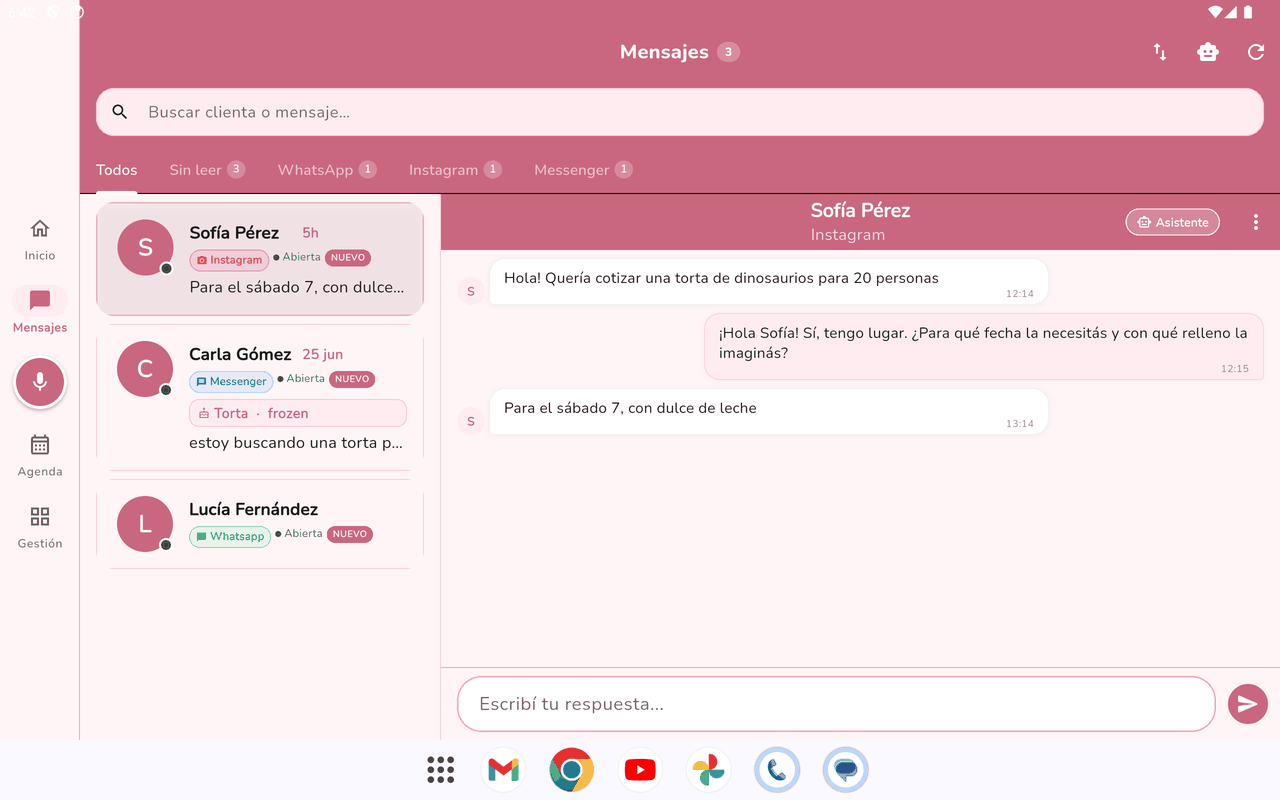 Mensajes 3
Buscar clienta o mensaje...
Todos
Sin leer 3
WhatsApp 1
Instagram 1
Messenger 1
Inicio
Mensajes
Agenda
Gestión
S
Sofía Pérez 5h
Instagram Abierta NUEVO
Para el sábado 7, con dulce...
C
Carla Gómez 25 jun
Messenger Abierta NUEVO
Torta · frozen
estoy buscando una torta p...
L
Lucía Fernández
Whatsapp Abierta NUEVO
Sofía Pérez
Instagram
Asistente
S
Hola! Quería cotizar una torta de dinosaurios para 20 personas
12:14
¡Hola Sofía! Sí, tengo lugar. ¿Para qué fecha la necesitás y con qué relleno la
imaginás?
12:15
S
Para el sábado 7, con dulce de leche
13:14
Escribí tu respuesta...